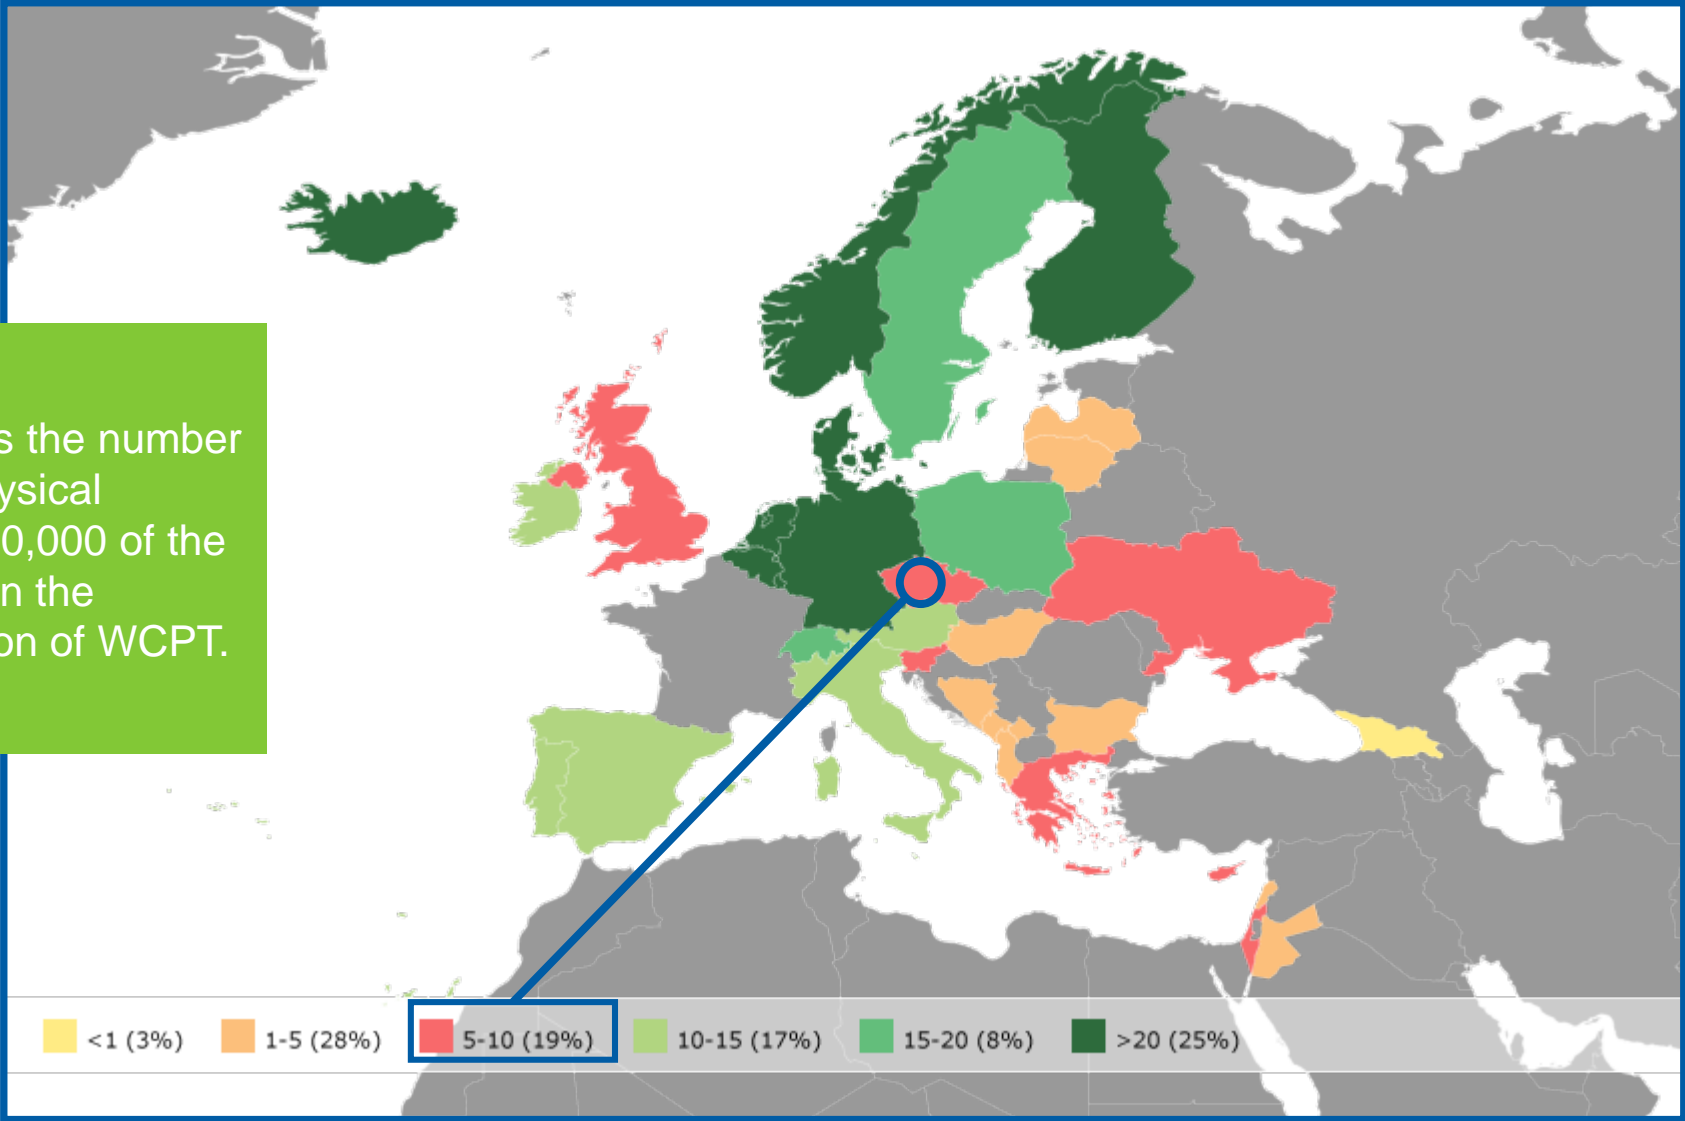 s the number
ysical
0,000 of the
n the
on of WCPT.
<1 (3%)
1-5 (28%)
5-10 (19%)
10-15 (17%)
15-20 (8%)
>20 (25%)